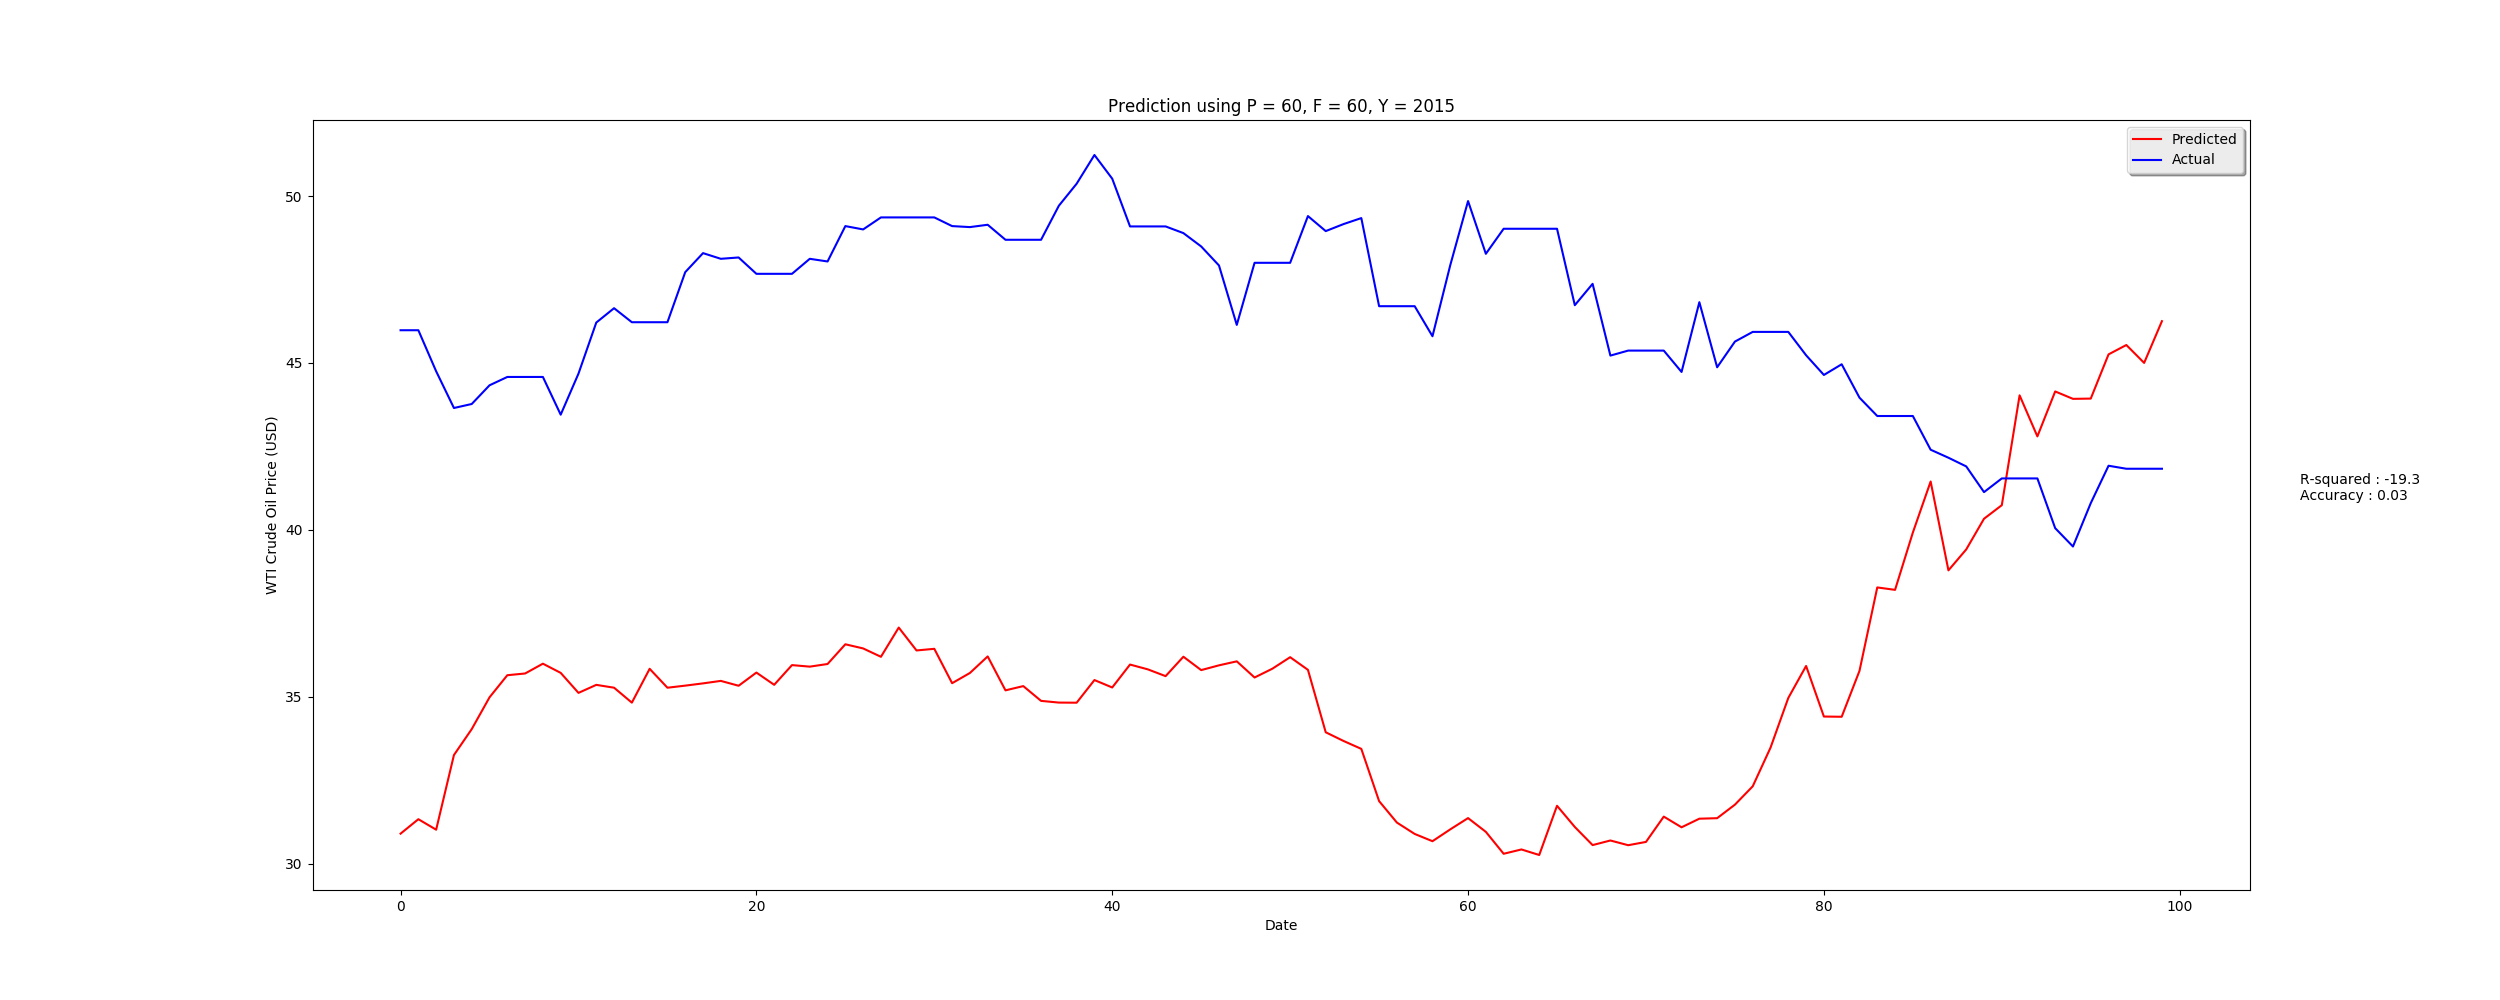 Prediction using P = 60, F = 60, Y = 2015
Predicted
Actual
50
45
40
35
30
WTI Crude Oil Price (USD)
0
20
40
60
80
100
Date
R-squared : -19.3
Accuracy : 0.03